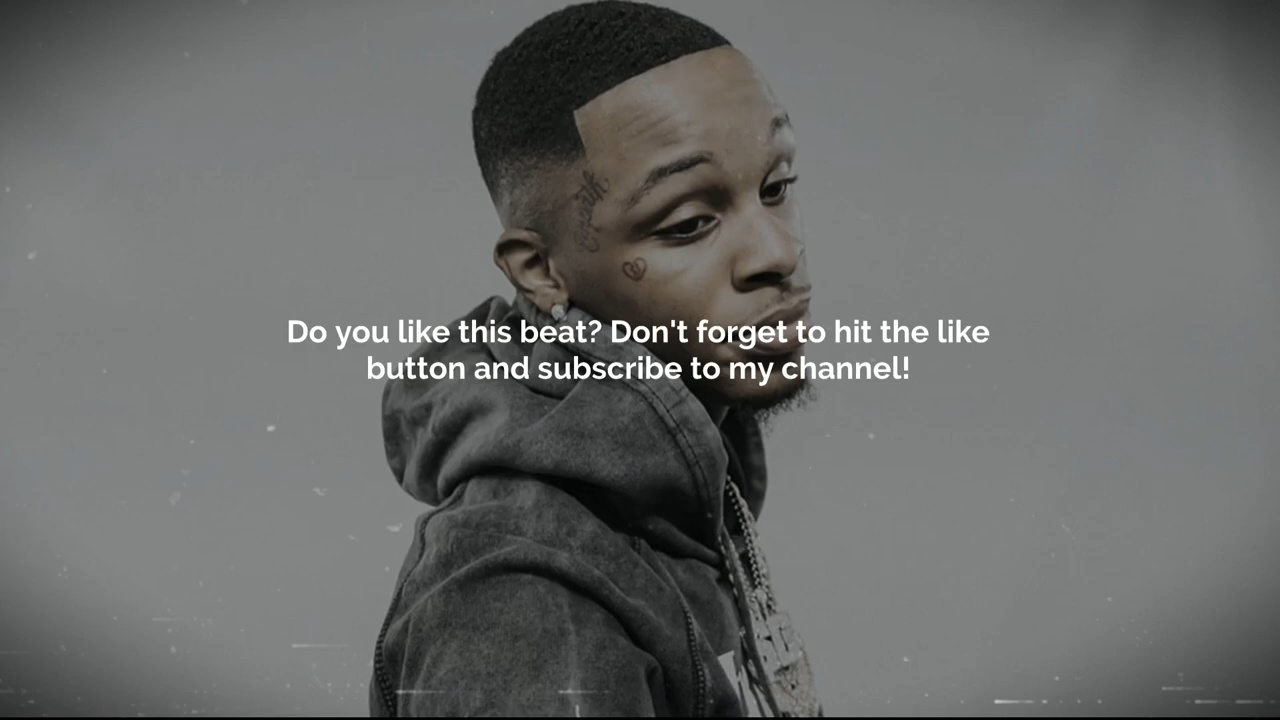 Do you like this beat? Don't forget to hit the like
button and subscribe to my channel!